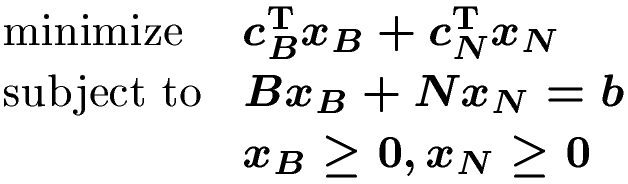 minimize c_B^T x_B + c_N^T x_N
subject to Bx_B + Nx_N = b
x_B ≥ 0, x_N ≥ 0